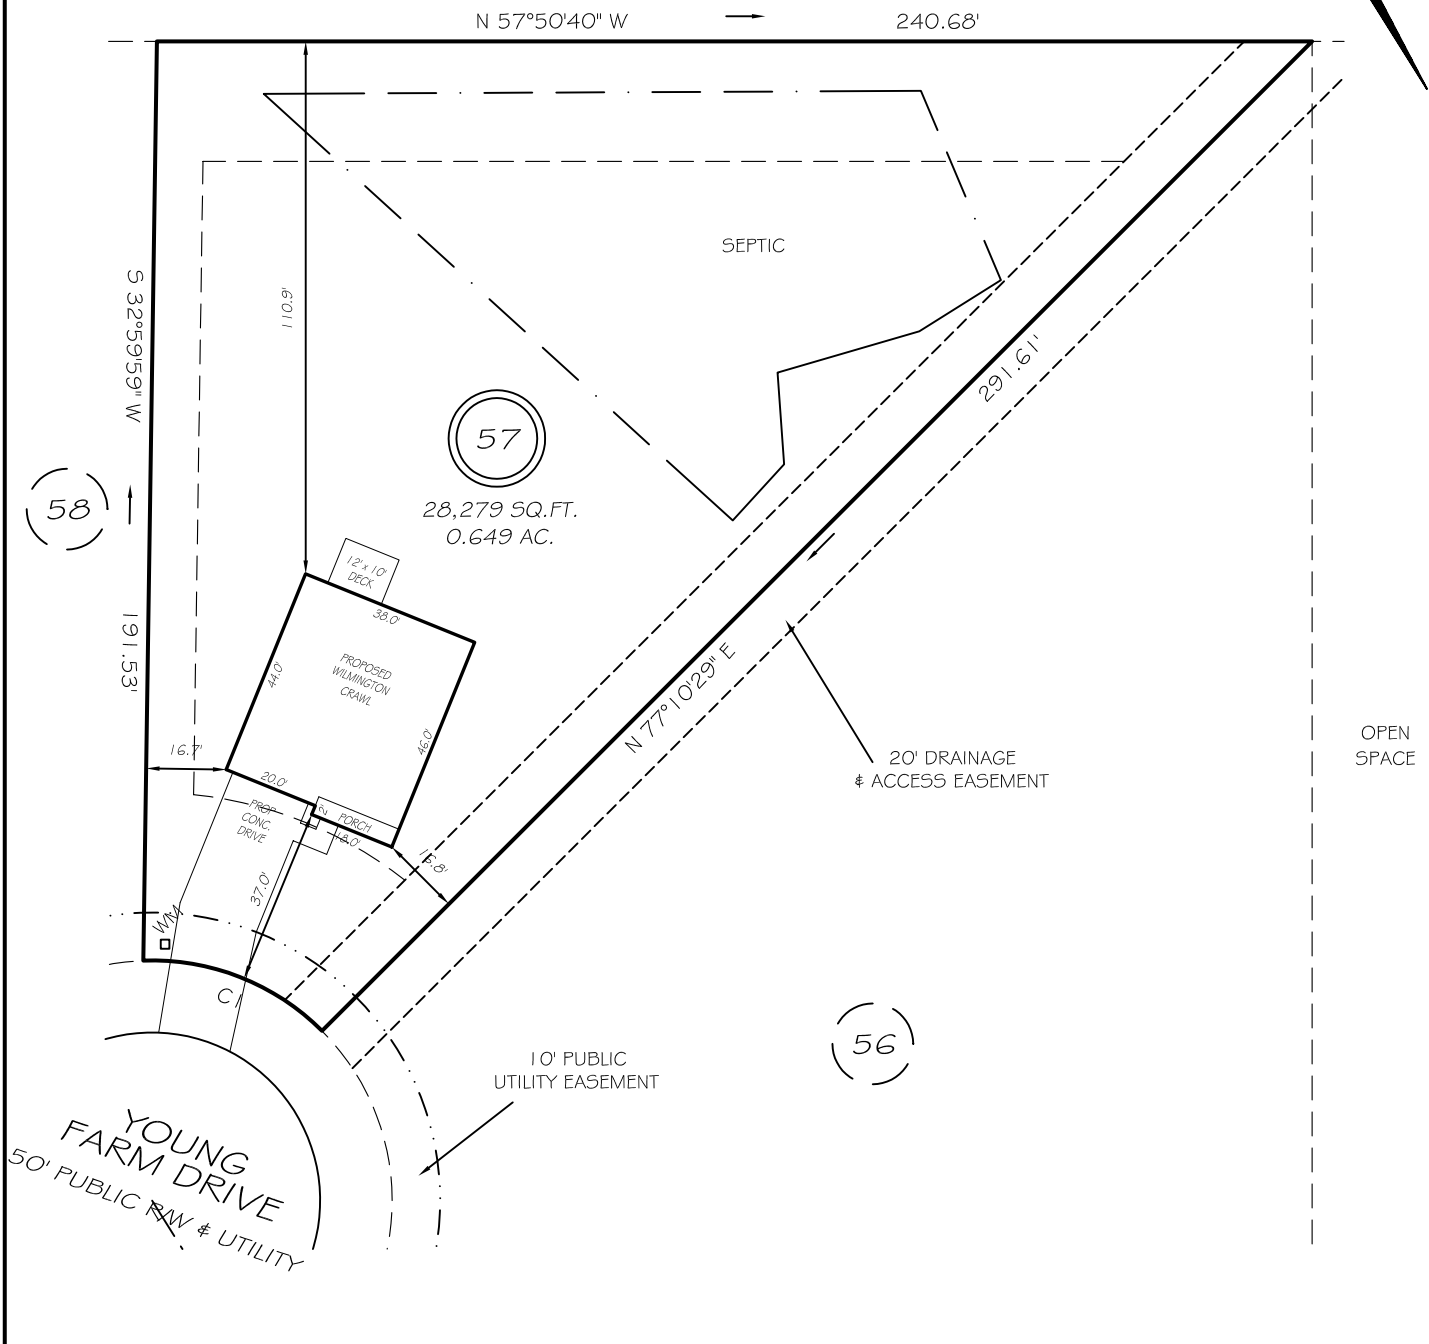 N 57°50'40" W
240.68'
110.9'
SEPTIC
S 32°59'59" W
191.53'
291.61'
N 77°10'29" E
57
28,279 SQ.FT.
0.649 AC.
58
12' x 10'
DECK
38.0'
44.0'
PROPOSED
WILMINGTON
CRAWL
46.0'
16.7'
20.0'
2'
PORCH
18.0'
PROP.
CONC.
DRIVE
37.0'
WM
C1
20' DRAINAGE
& ACCESS EASEMENT
OPEN
SPACE
56
10' PUBLIC
UTILITY EASEMENT
YOUNG
FARM DRIVE
50' PUBLIC R/W & UTILITY